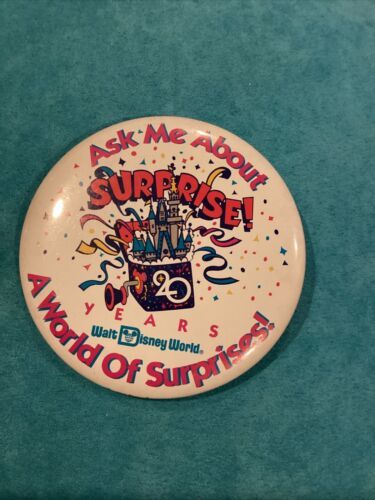 Ask Me About
SURPRISE!
20
YEARS
Walt Disney World®
A World Of Surprises!